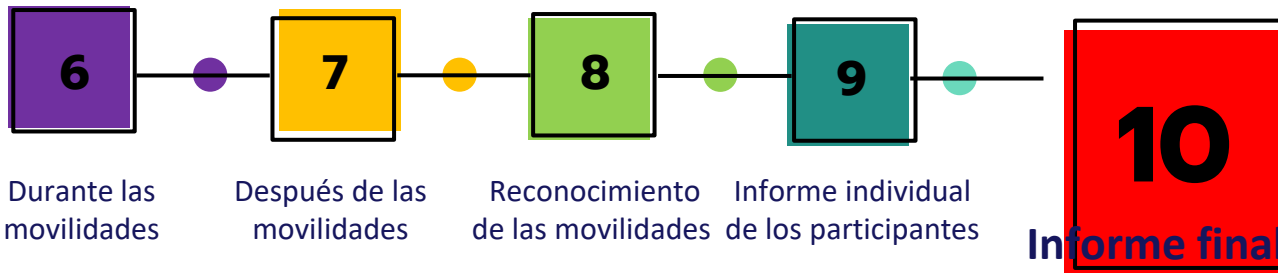 6
7
8
9
10
Durante las
movilidades
Después de las
movilidades
Reconocimiento
de las movilidades
Informe individual
de los participantes
Informe final